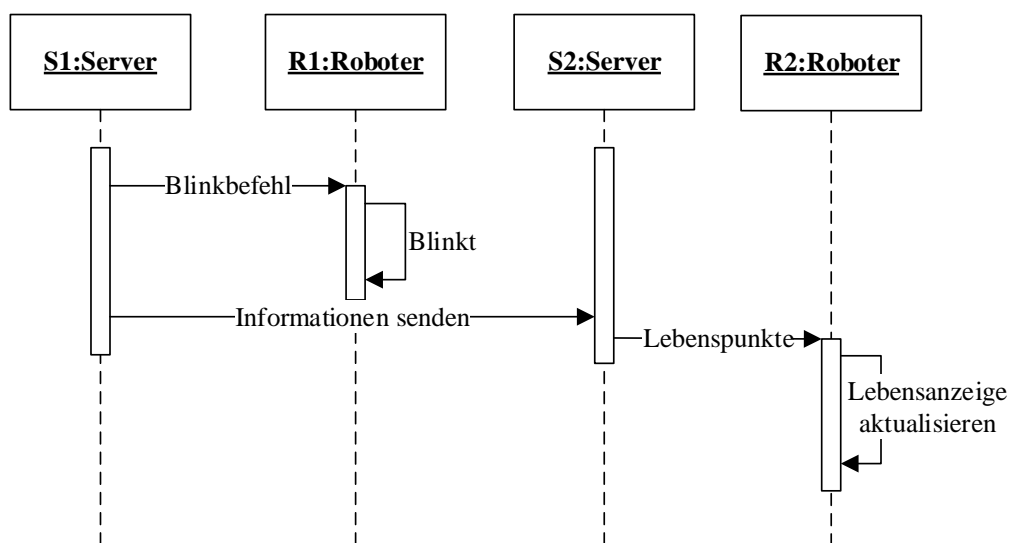 S1:Server
R1:Roboter
S2:Server
R2:Roboter
Blinkbefehl
Blinkt
Informationen senden
Lebenspunkte
Lebensanzeige
aktualisieren